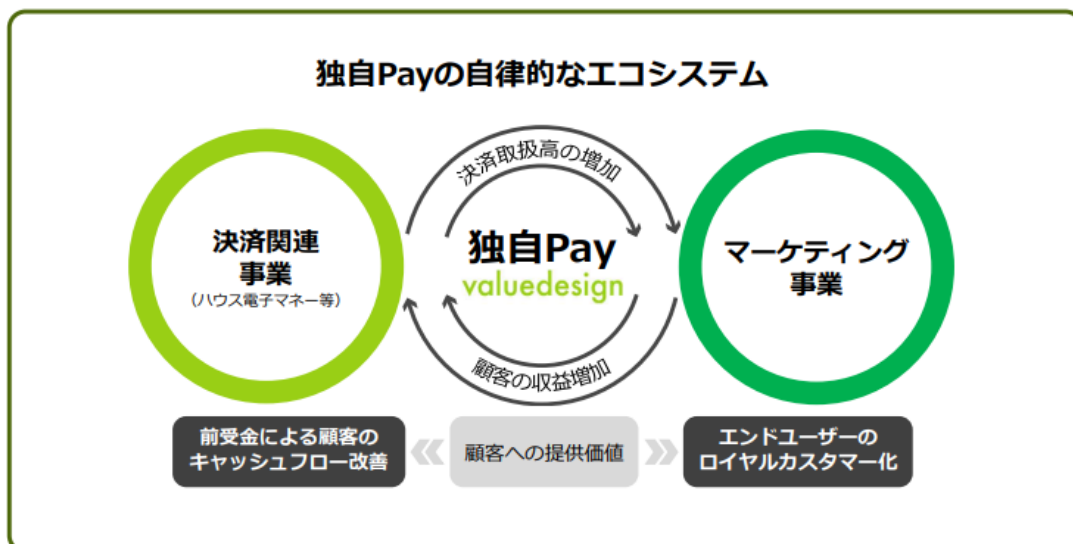 独自Payの自律的なエコシステム
決済取扱高の増加
決済関連
事業
（ハウス電子マネー等）
独自Pay
valuedesign
マーケティング
事業
顧客の収益増加
前受金による顧客の
キャッシュフロー改善
顧客への提供価値
エンドユーザーの
ロイヤルカスタマー化